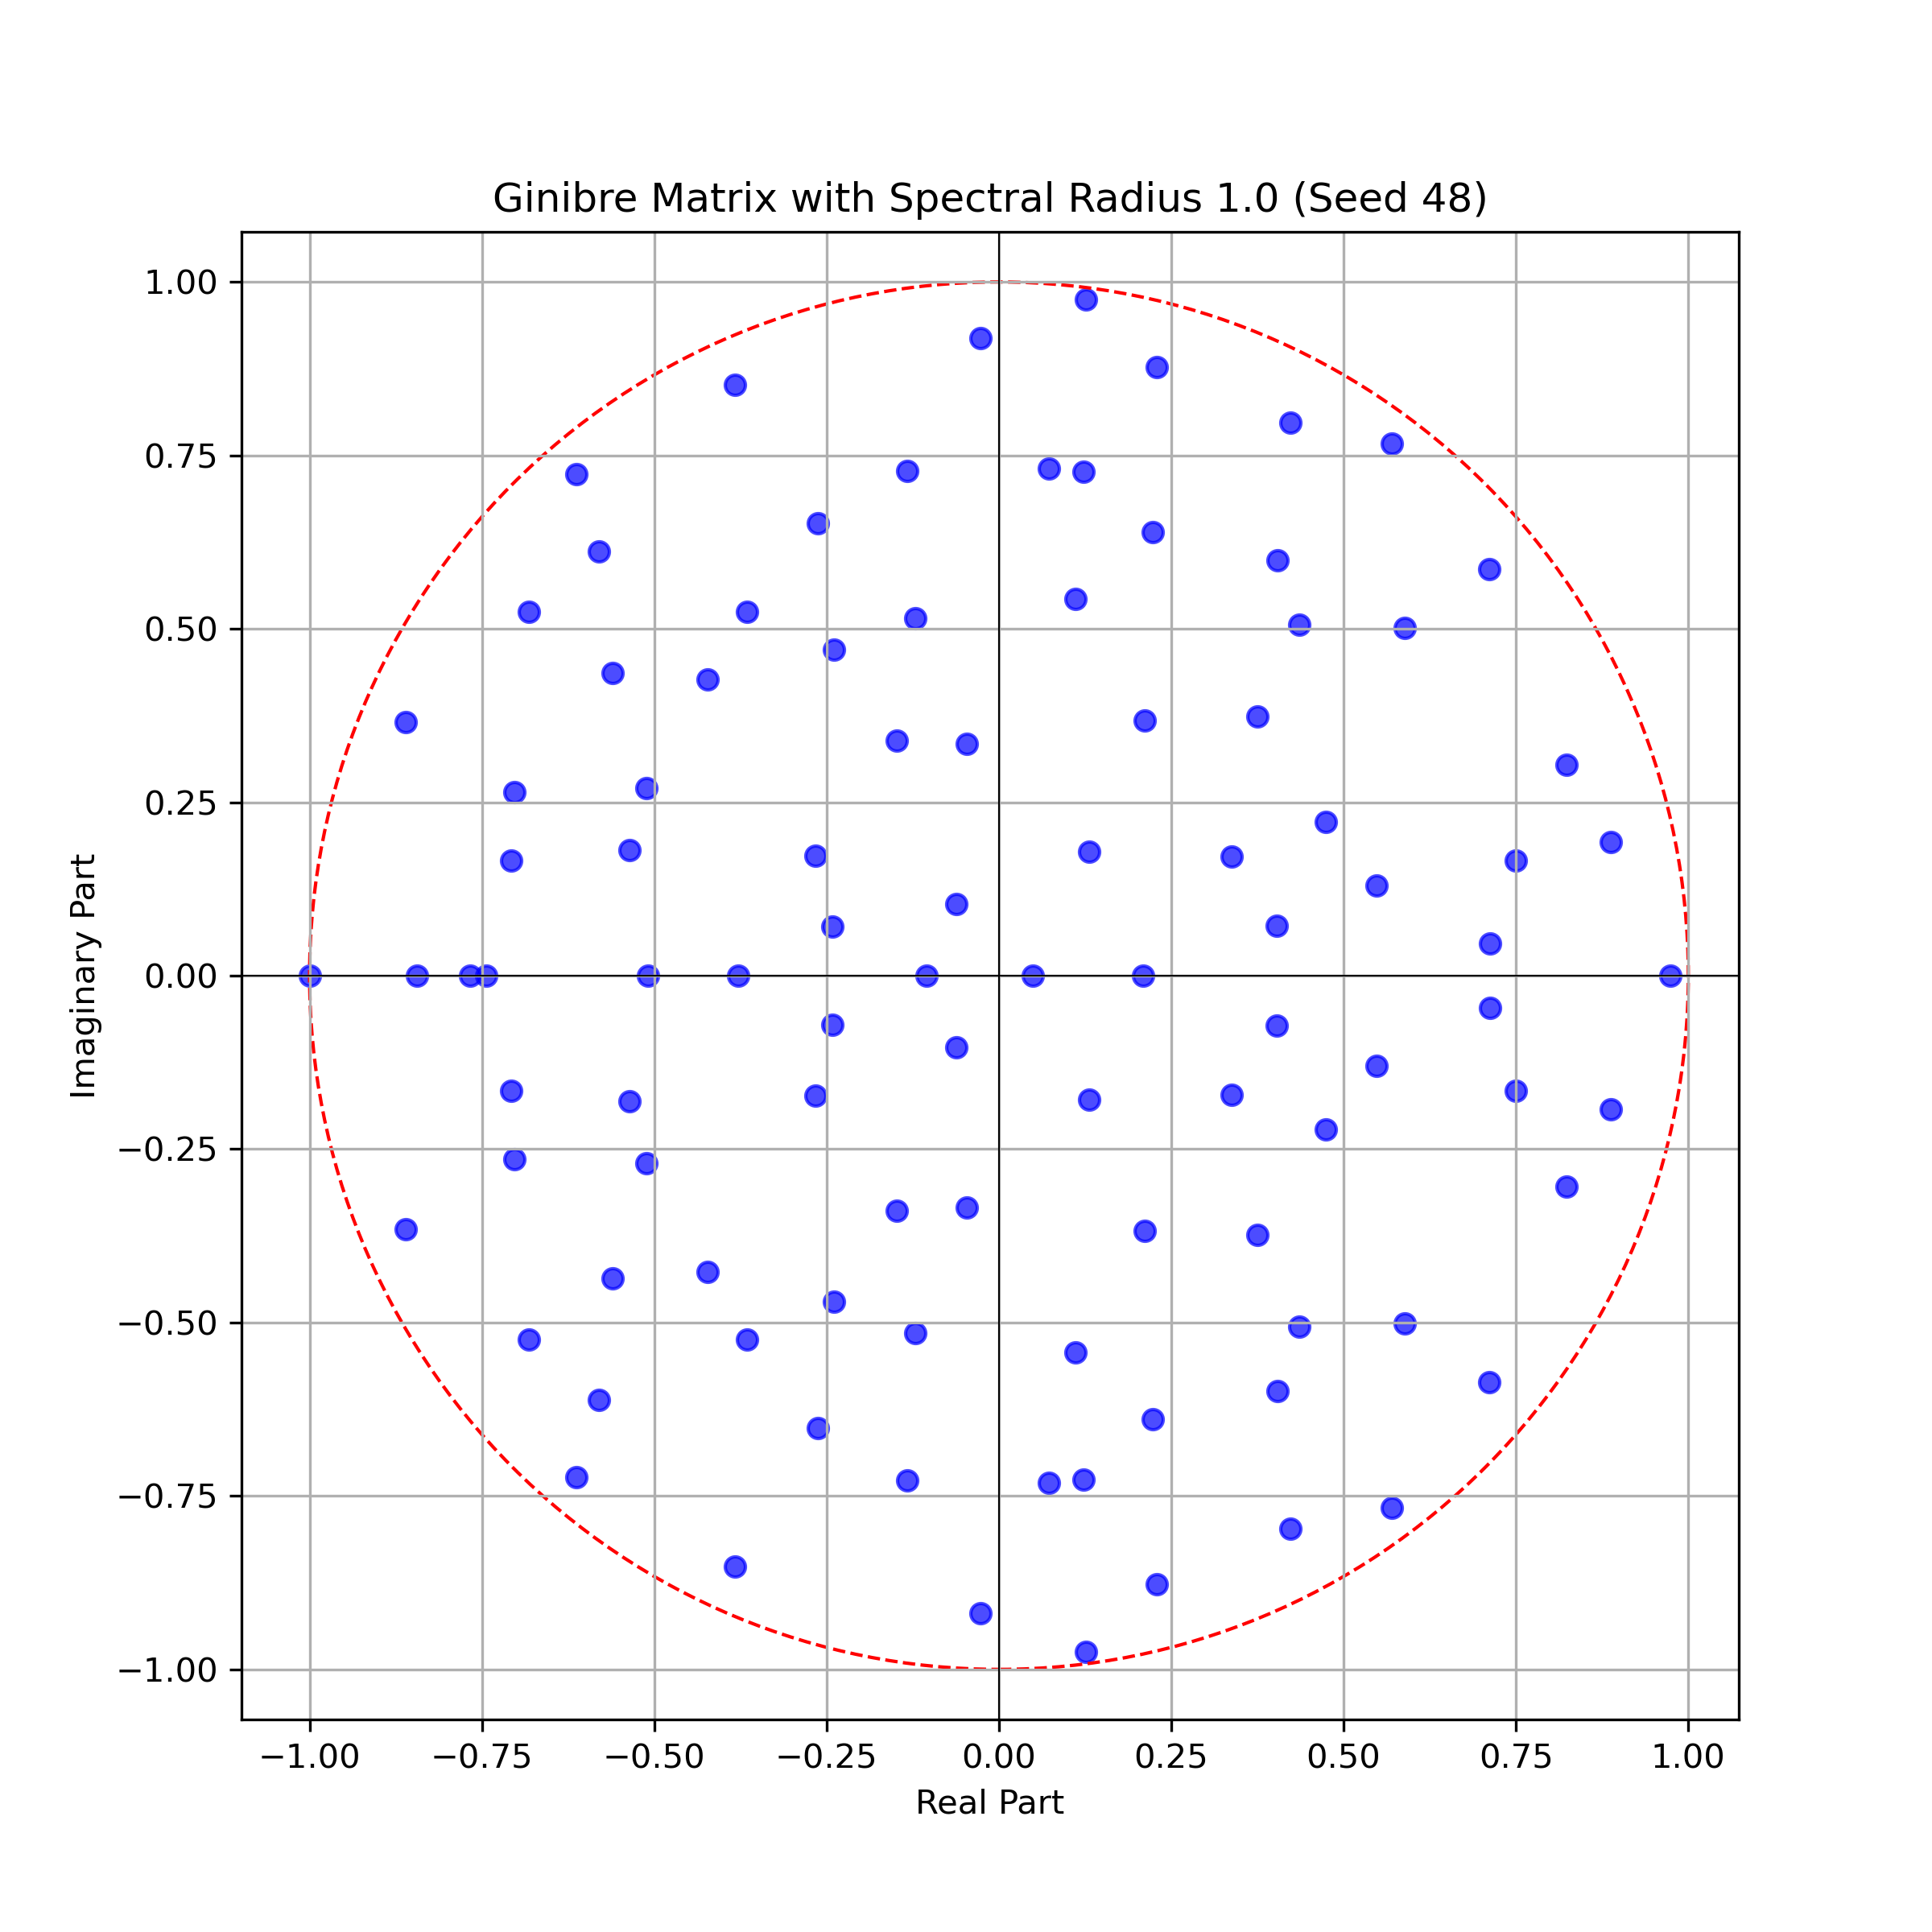 Ginibre Matrix with Spectral Radius 1.0 (Seed 48)
1.00
0.75
0.50
0.25
0.00
−0.25
−0.50
−0.75
−1.00
Imaginary Part
−1.00 −0.75 −0.50 −0.25 0.00 0.25 0.50 0.75 1.00
Real Part